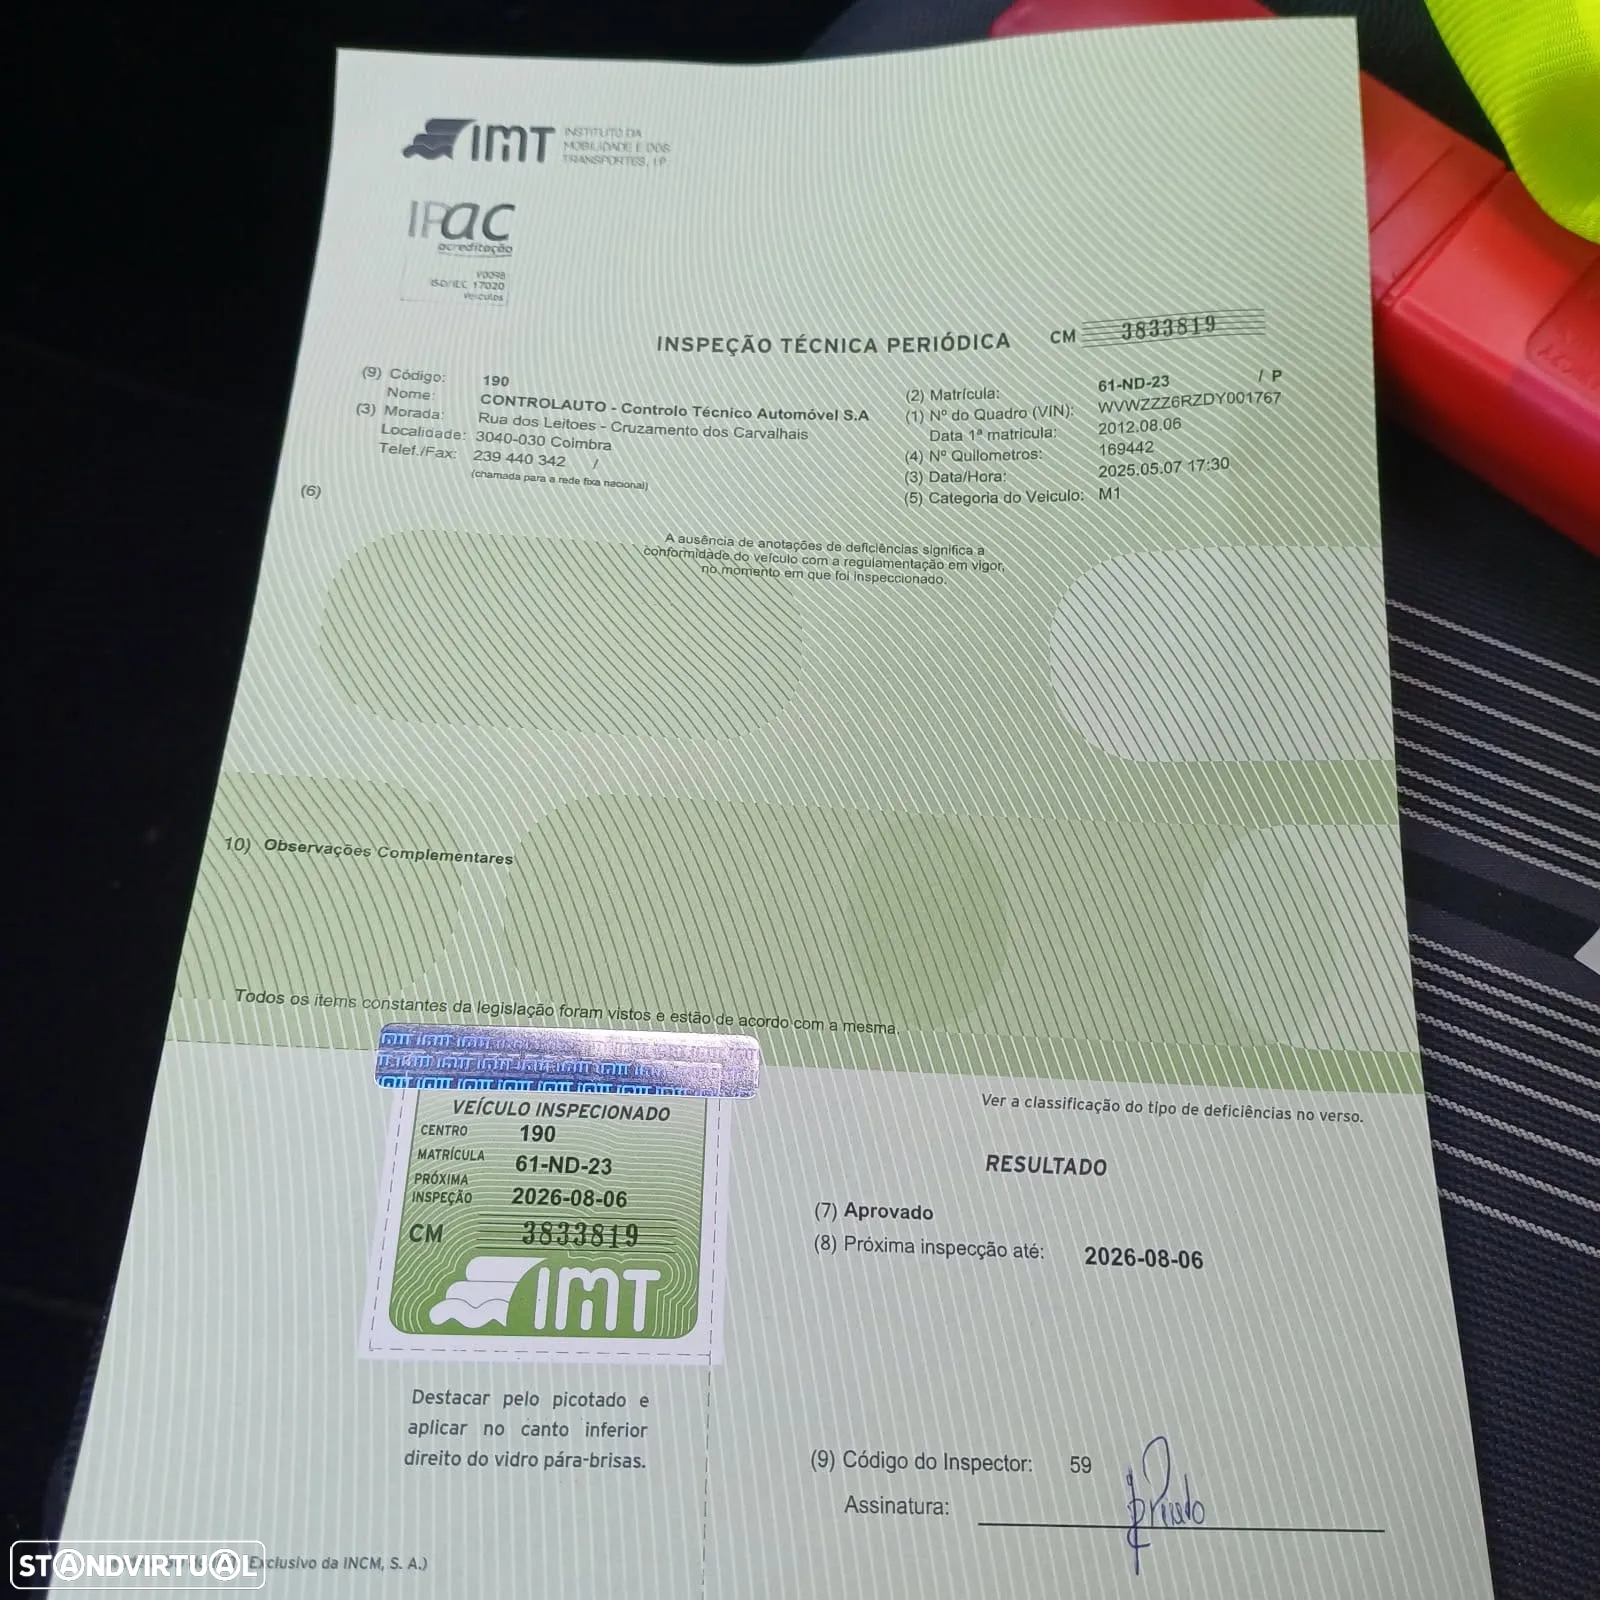 IMT INSTITUTO DA
MOBILIDADE E DOS
TRANSPORTES, I.P.
IPAC
acreditação
V0098
ISO/IEC 17020
Veículos
INSPEÇÃO TÉCNICA PERIÓDICA CM 3833819
(9) Código: 190
Nome: CONTROLAUTO - Controlo Técnico Automóvel S.A
(3) Morada: Rua dos Leitoes - Cruzamento dos Carvalhais
Localidade: 3040-030 Coimbra
Telef./Fax: 239 440 342 /
(chamada para a rede fixa nacional)
(2) Matrícula: 61-ND-23 / P
(1) Nº do Quadro (VIN): WVWZZZ6RZDY001767
Data 1ª matricula: 2012.08.06
(4) Nº Quilometros: 169442
(3) Data/Hora: 2025.05.07 17:30
(5) Categoria do Veiculo: M1
(6)
A ausência de anotações de deficiências significa a
conformidade do veículo com a regulamentação em vigor,
no momento em que foi inspeccionado.
10) Observações Complementares
Todos os items constantes da legislação foram vistos e estão de acordo com a mesma.
VEÍCULO INSPECIONADO
CENTRO 190
MATRÍCULA 61-ND-23
PRÓXIMA
INSPEÇÃO 2026-08-06
CM 3833819
IMT
Destacar pelo picotado e
aplicar no canto inferior
direito do vidro pára-brisas.
Ver a classificação do tipo de deficiências no verso.
RESULTADO
(7) Aprovado
(8) Próxima inspecção até: 2026-08-06
(9) Código do Inspector: 59
Assinatura:
Exclusivo da INCM, S. A.)
STANDVIRTUAL